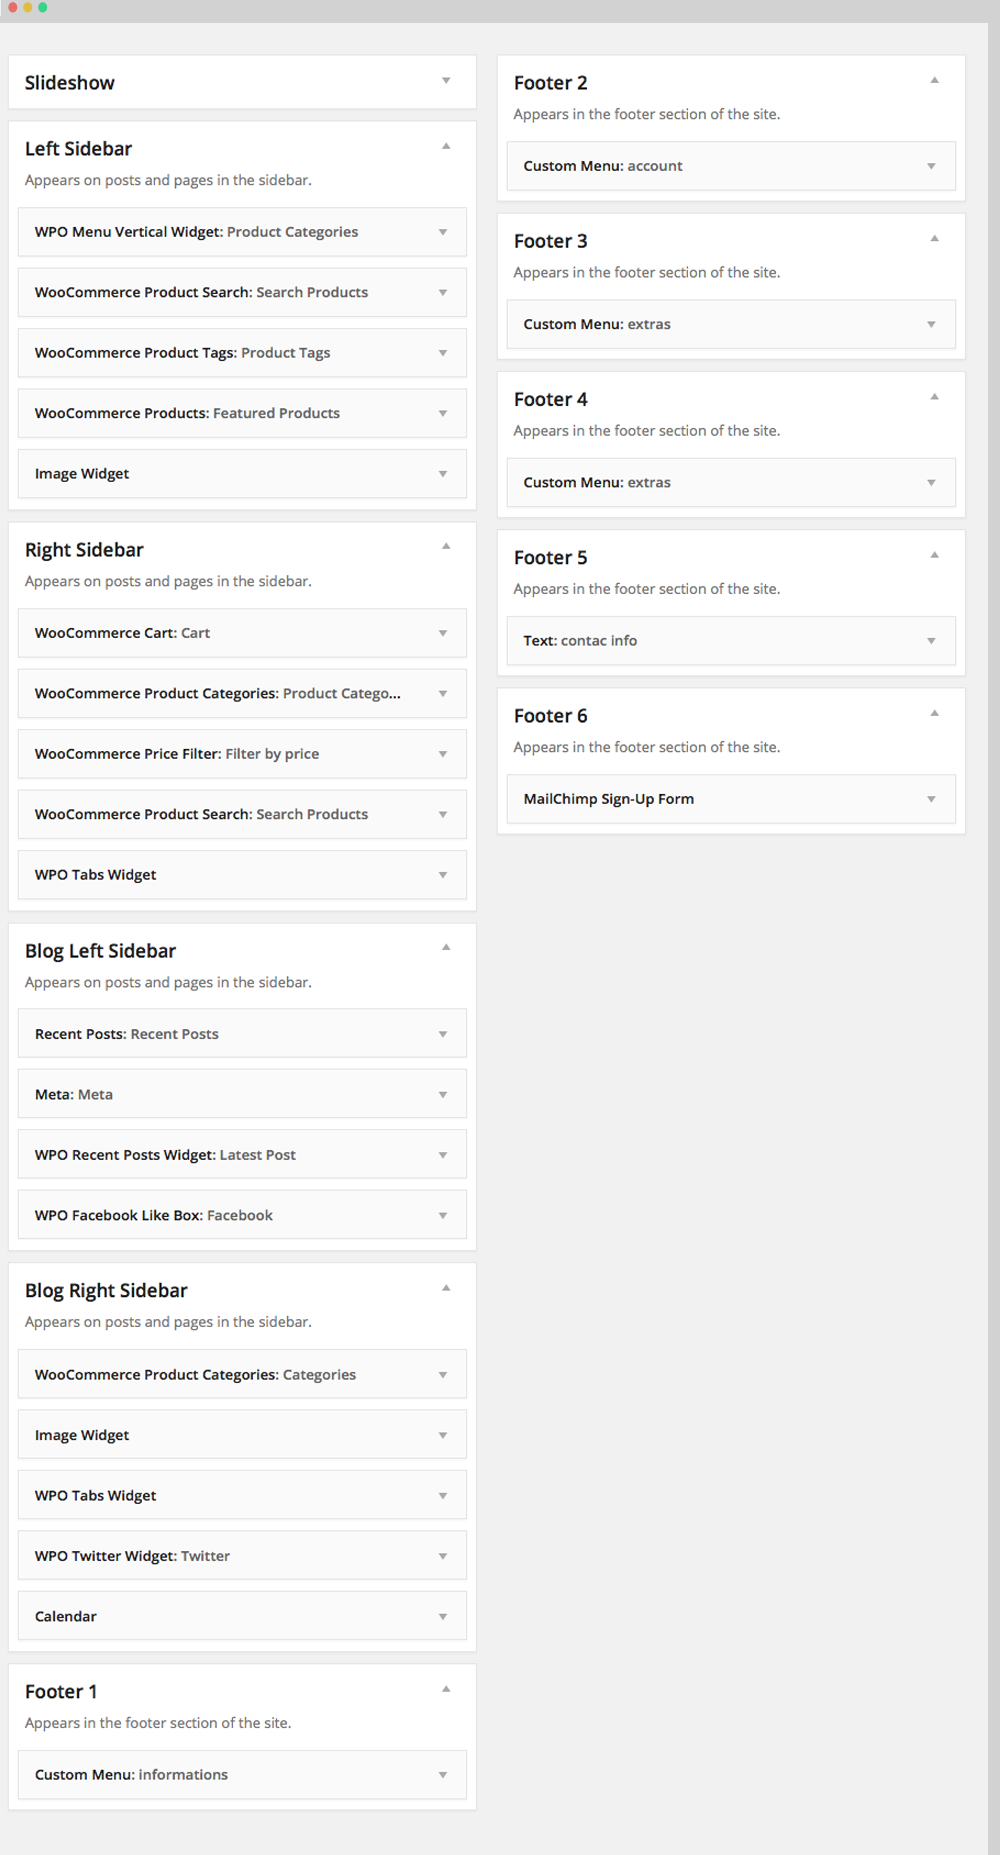 Slideshow
Left Sidebar
Appears on posts and pages in the sidebar.
WPO Menu Vertical Widget: Product Categories
WooCommerce Product Search: Search Products
WooCommerce Product Tags: Product Tags
WooCommerce Products: Featured Products
Image Widget
Right Sidebar
Appears on posts and pages in the sidebar.
WooCommerce Cart: Cart
WooCommerce Product Categories: Product Catego...
WooCommerce Price Filter: Filter by price
WooCommerce Product Search: Search Products
WPO Tabs Widget
Blog Left Sidebar
Appears on posts and pages in the sidebar.
Recent Posts: Recent Posts
Meta: Meta
WPO Recent Posts Widget: Latest Post
WPO Facebook Like Box: Facebook
Blog Right Sidebar
Appears on posts and pages in the sidebar.
WooCommerce Product Categories: Categories
Image Widget
WPO Tabs Widget
WPO Twitter Widget: Twitter
Calendar
Footer 1
Appears in the footer section of the site.
Custom Menu: informations
Footer 2
Appears in the footer section of the site.
Custom Menu: account
Footer 3
Appears in the footer section of the site.
Custom Menu: extras
Footer 4
Appears in the footer section of the site.
Custom Menu: extras
Footer 5
Appears in the footer section of the site.
Text: contac info
Footer 6
Appears in the footer section of the site.
MailChimp Sign-Up Form